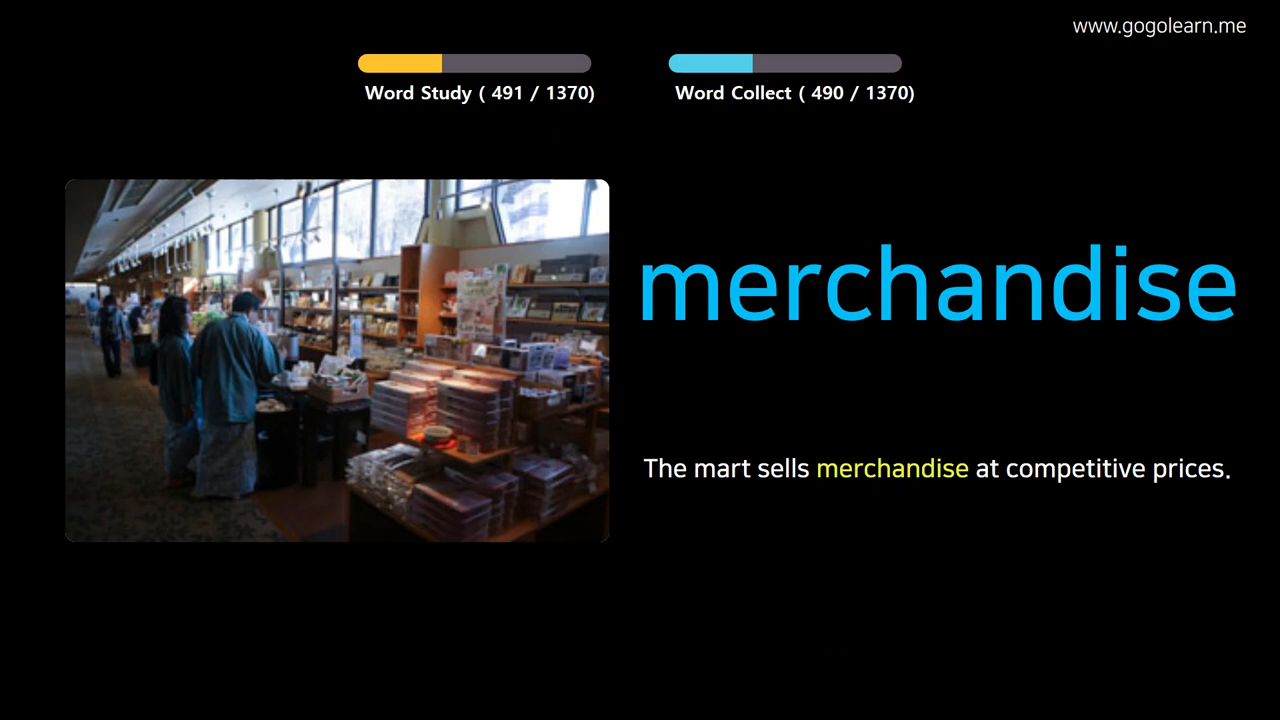 www.gogolearn.me
Word Study ( 491 / 1370)
Word Collect ( 490 / 1370)
merchandise
The mart sells merchandise at competitive prices.